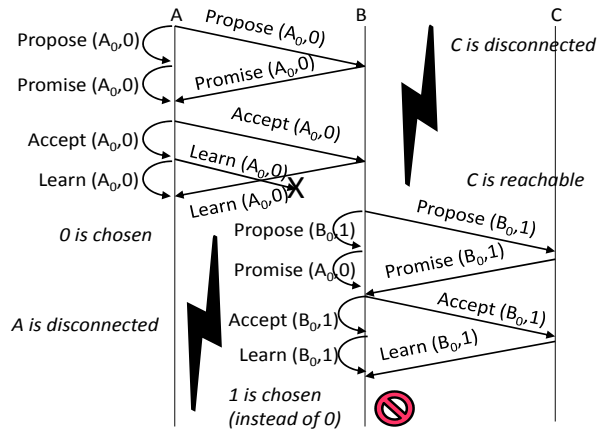 A
B
C
Propose (A₀,0)
Propose (A₀,0)
C is disconnected
Promise (A₀,0)
Promise (A₀,0)
Accept (A₀,0)
Accept (A₀,0)
Learn (A₀,0)
Learn (A₀,0)
X
Learn (A₀,0)
C is reachable
Propose (B₀,1)
0 is chosen
Propose (B₀,1)
Promise (B₀,1)
Promise (A₀,0)
Accept (B₀,1)
A is disconnected
Accept (B₀,1)
Learn (B₀,1)
Learn (B₀,1)
1 is chosen
(instead of 0)